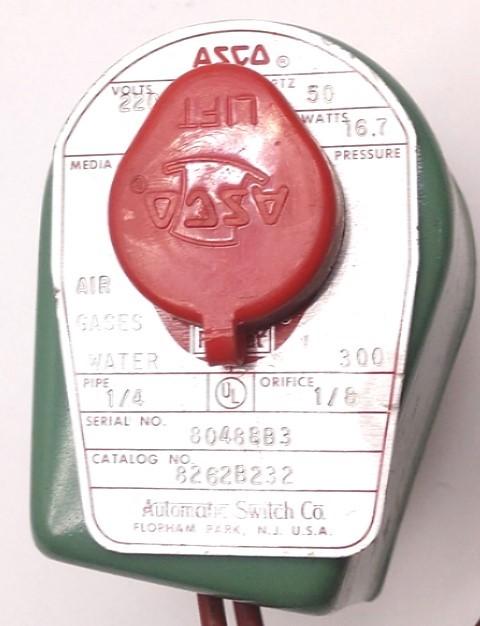 ASCO ®
VOLTS HERTZ 50
220 WATTS 16.7
LIFT
ASCO ®
MEDIA PRESSURE
AIR
GASES
WATER 300
PIPE 1/4 UL ORIFICE 1/8
SERIAL NO.
CATALOG NO.
8262B232
Automatic Switch Co.
FLORHAM PARK, N.J. U.S.A.